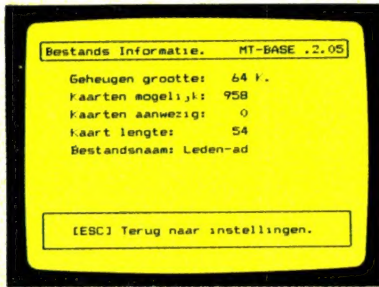 Bestands Informatie. MT-BASE .2.05
Geheugen grootte: 64 K.
Kaarten mogelijk: 958
Kaarten aanwezig: 0
Kaart lengte: 54
Bestandsnaam: Leden-ad
[ESC] Terug naar instellingen.